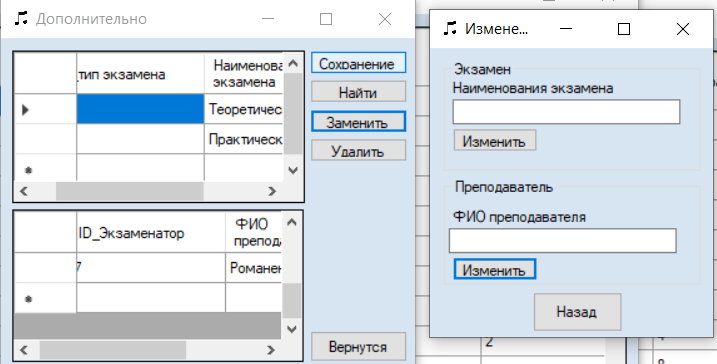 Дополнительно
_тип экзамена
Наименова
экзамена
Теоретичес
Практическ
ID_Экзаменатор
ФИО
препода
7
Романен
Сохранение
Найти
Заменить
Удалить
Вернутся
Измене...
Экзамен
Наименования экзамена
Изменить
Преподаватель
ФИО преподавателя
Изменить
Назад
2